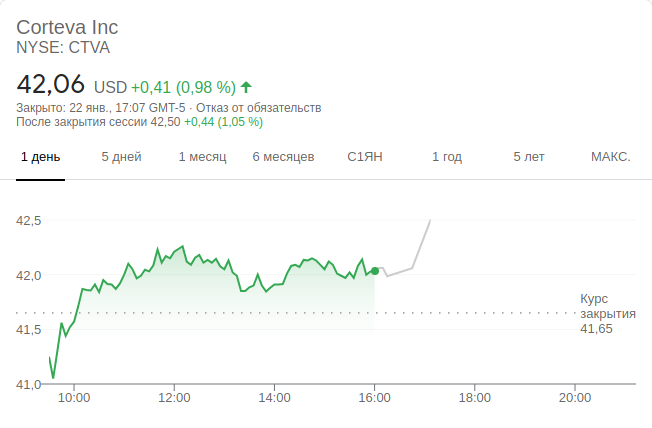 Corteva Inc
NYSE: CTVA
42,06 USD +0,41 (0,98 %)
Закрыто: 22 янв., 17:07 GMT-5 · Отказ от обязательств
После закрытия сессии 42,50 +0,44 (1,05 %)
1 день 5 дней 1 месяц 6 месяцев С1ЯН 1 год 5 лет МАКС.
42,5
42,0
Курс
закрытия
41,65
41,5
41,0
10:00 12:00 14:00 16:00 18:00 20:00